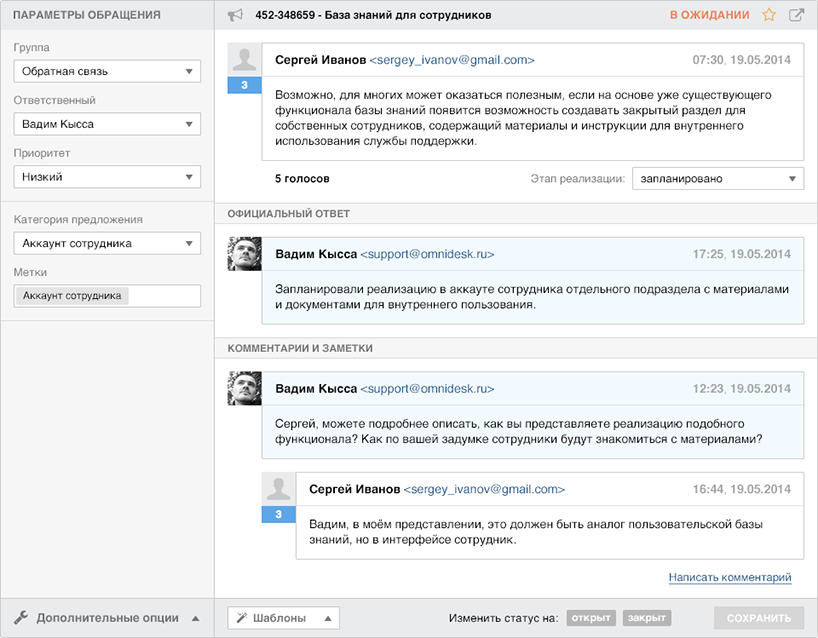 ПАРАМЕТРЫ ОБРАЩЕНИЯ
Группа
Обратная связь
Ответственный
Вадим Кысса
Приоритет
Низкий
Категория предложения
Аккаунт сотрудника
Метки
Аккаунт сотрудника
Дополнительные опции
452-348659 - База знаний для сотрудников
В ОЖИДАНИИ
Сергей Иванов <sergey_ivanov@gmail.com>
07:30, 19.05.2014
3
Возможно, для многих может оказаться полезным, если на основе уже существующего
функционала базы знаний появится возможность создавать закрытый раздел для
собственных сотрудников, содержащий материалы и инструкции для внутреннего
использования службы поддержки.
5 голосов
Этап реализации:
запланировано
ОФИЦИАЛЬНЫЙ ОТВЕТ
Вадим Кысса <support@omnidesk.ru>
17:25, 19.05.2014
Запланировали реализацию в аккауте сотрудника отдельного подраздела с материалами
и документами для внутреннего пользования.
КОММЕНТАРИИ И ЗАМЕТКИ
Вадим Кысса <support@omnidesk.ru>
12:23, 19.05.2014
Сергей, можете подробнее описать, как вы представляете реализацию подобного
функционала? Как по вашей задумке сотрудники будут знакомиться с материалами?
Сергей Иванов <sergey_ivanov@gmail.com>
16:44, 19.05.2014
3
Вадим, в моём представлении, это должен быть аналог пользовательской базы
знаний, но в интерфейсе сотрудник.
Написать комментарий
Шаблоны
Изменить статус на:
открыт
закрыт
СОХРАНИТЬ